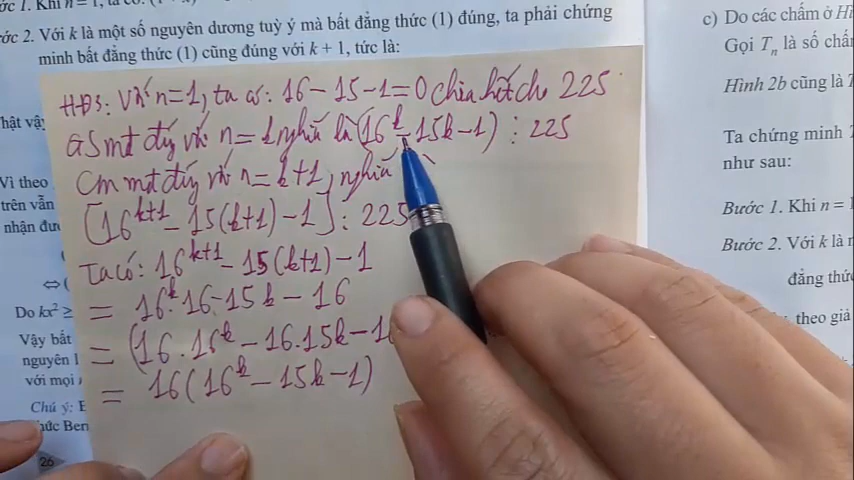 ước 2. Với k là một số nguyên dương tuỳ ý mà bất đẳng thức (1) đúng, ta phải chứng
minh bất đẳng thức (1) cũng đúng với k + 1, tức là:
HĐ3: Với n=1, ta có: 16-15-1=0 chia hết cho 225
GS mđ đúng với n=k nghĩa là (16^k-15k-1) ⋮ 225
Cm mđ đúng với n=k+1, nghĩa
[16^{k+1}-15(k+1)-1] ⋮ 225
Ta có: 16^{k+1}-15(k+1)-1
= 16^k.16-15k-16
= (16.16^k-16.15k-16
= 16(16^k-15k-1)
Vì theo
trên vẫn
nhận đượ
⇔(
Do kx² ≥
Vậy bất
nguyên
với mọi
Chú ý:
thức Ber
26
c) Do các chấm ở
Gọi Tₙ là số chấ
Hình 2b cũng là
Ta chứng minh
như sau:
Bước 1. Khi n =
Bước 2. Với k là
đẳng thứ
theo giả